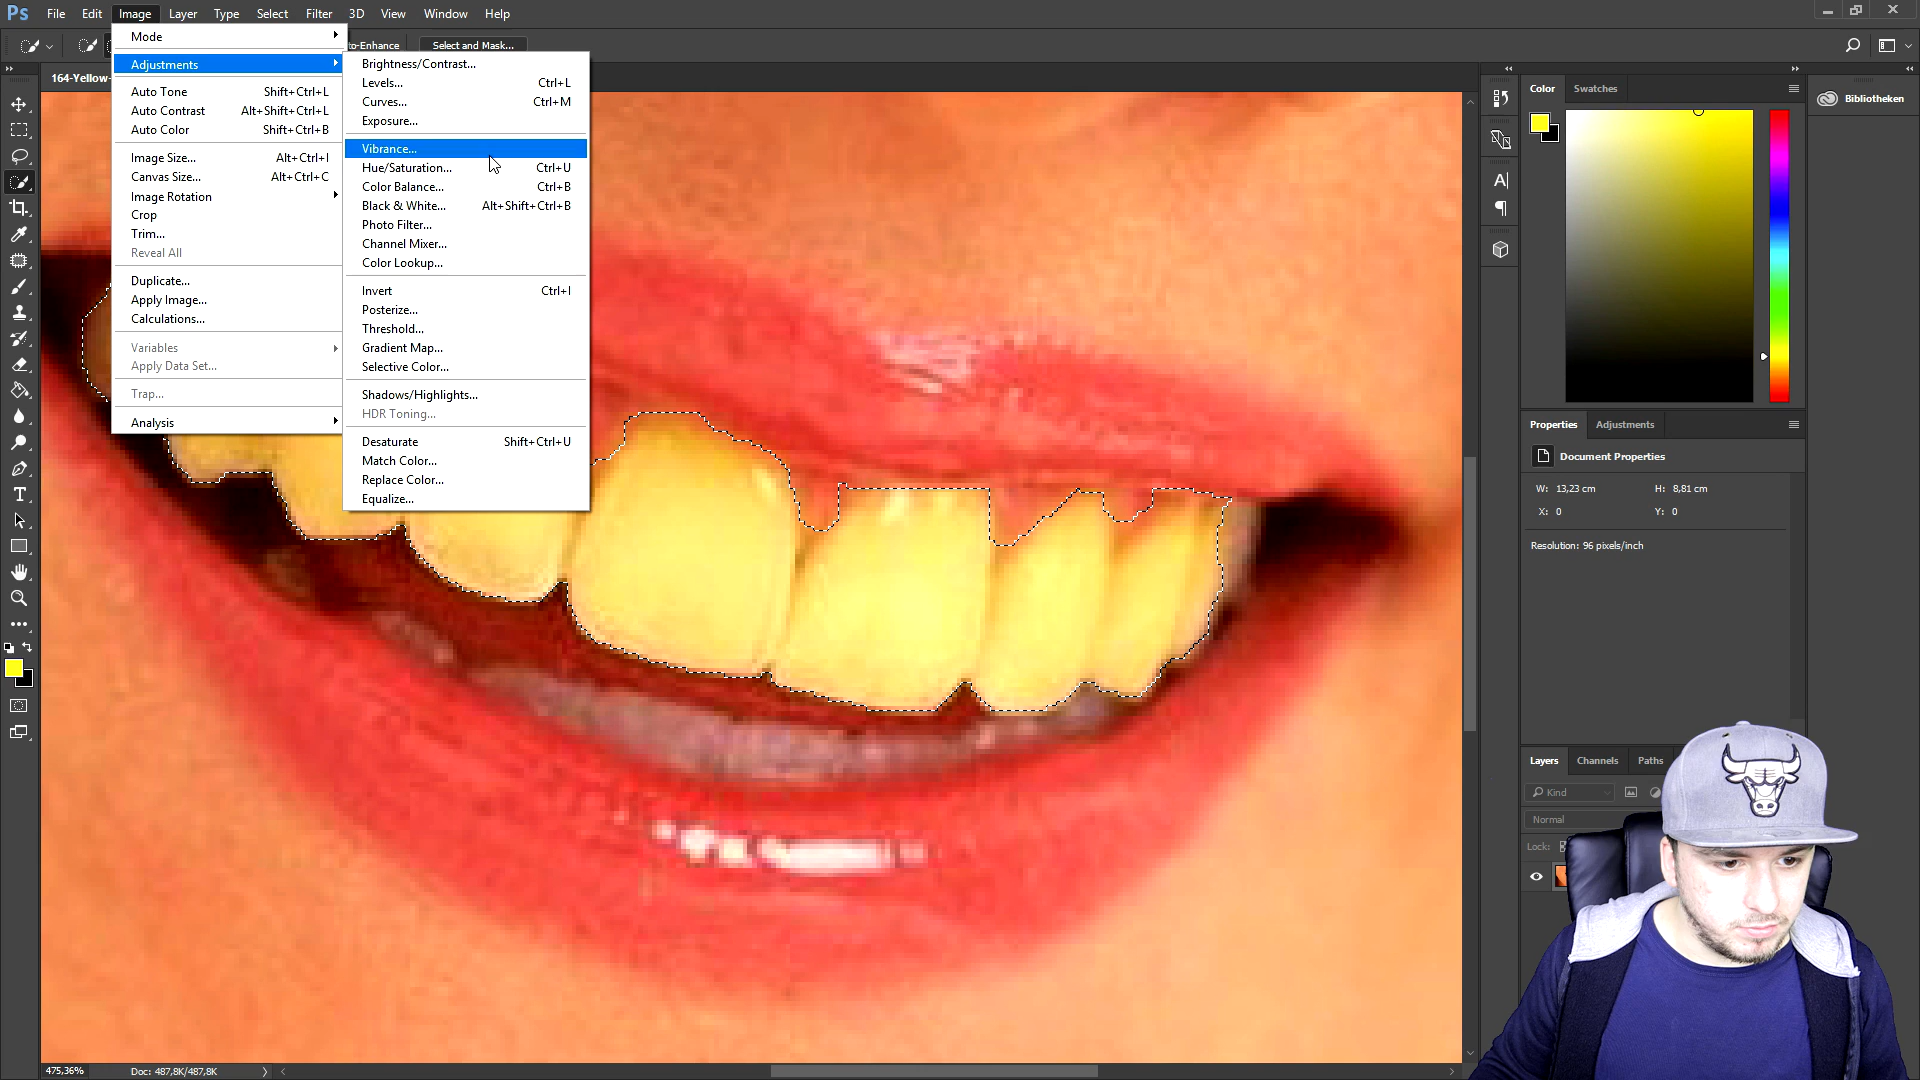 Ps File Edit Image Layer Type Select Filter 3D View Window Help
to-Enhance Select and Mask...
164-Yellow-
Mode
Adjustments
Auto Tone Shift+Ctrl+L
Auto Contrast Alt+Shift+Ctrl+L
Auto Color Shift+Ctrl+B
Image Size... Alt+Ctrl+I
Canvas Size... Alt+Ctrl+C
Image Rotation
Crop
Trim...
Reveal All
Duplicate...
Apply Image...
Calculations...
Variables
Apply Data Set...
Trap...
Analysis
Brightness/Contrast...
Levels... Ctrl+L
Curves... Ctrl+M
Exposure...
Vibrance...
Hue/Saturation... Ctrl+U
Color Balance... Ctrl+B
Black & White... Alt+Shift+Ctrl+B
Photo Filter...
Channel Mixer...
Color Lookup...
Invert Ctrl+I
Posterize...
Threshold...
Gradient Map...
Selective Color...
Shadows/Highlights...
HDR Toning...
Desaturate Shift+Ctrl+U
Match Color...
Replace Color...
Equalize...
Color Swatches
Bibliotheken
Properties Adjustments
Document Properties
W: 13,23 cm H: 8,81 cm
X: 0 Y: 0
Resolution: 96 pixels/inch
Layers Channels Paths
Kind
Normal
Lock:
475,36% Doc: 487,8K/487,8K